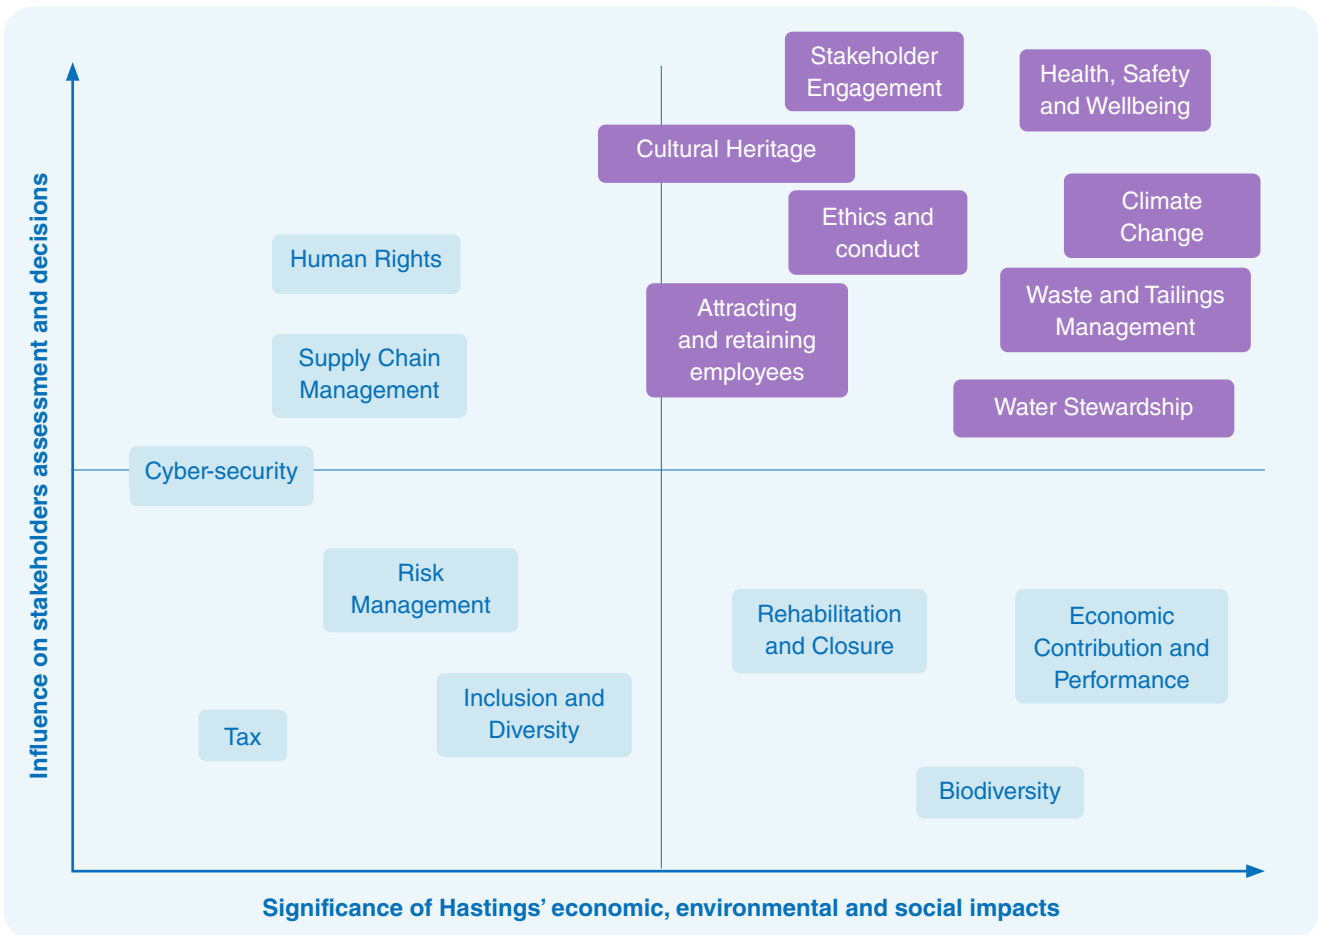 Stakeholder
Engagement
Health, Safety
and Wellbeing
Cultural Heritage
Ethics and
conduct
Climate
Change
Human Rights
Attracting
and retaining
employees
Waste and Tailings
Management
Supply Chain
Management
Water Stewardship
Cyber-security
Risk
Management
Rehabilitation
and Closure
Economic
Contribution and
Performance
Inclusion and
Diversity
Tax
Biodiversity
Influence on stakeholders assessment and decisions
Significance of Hastings’ economic, environmental and social impacts